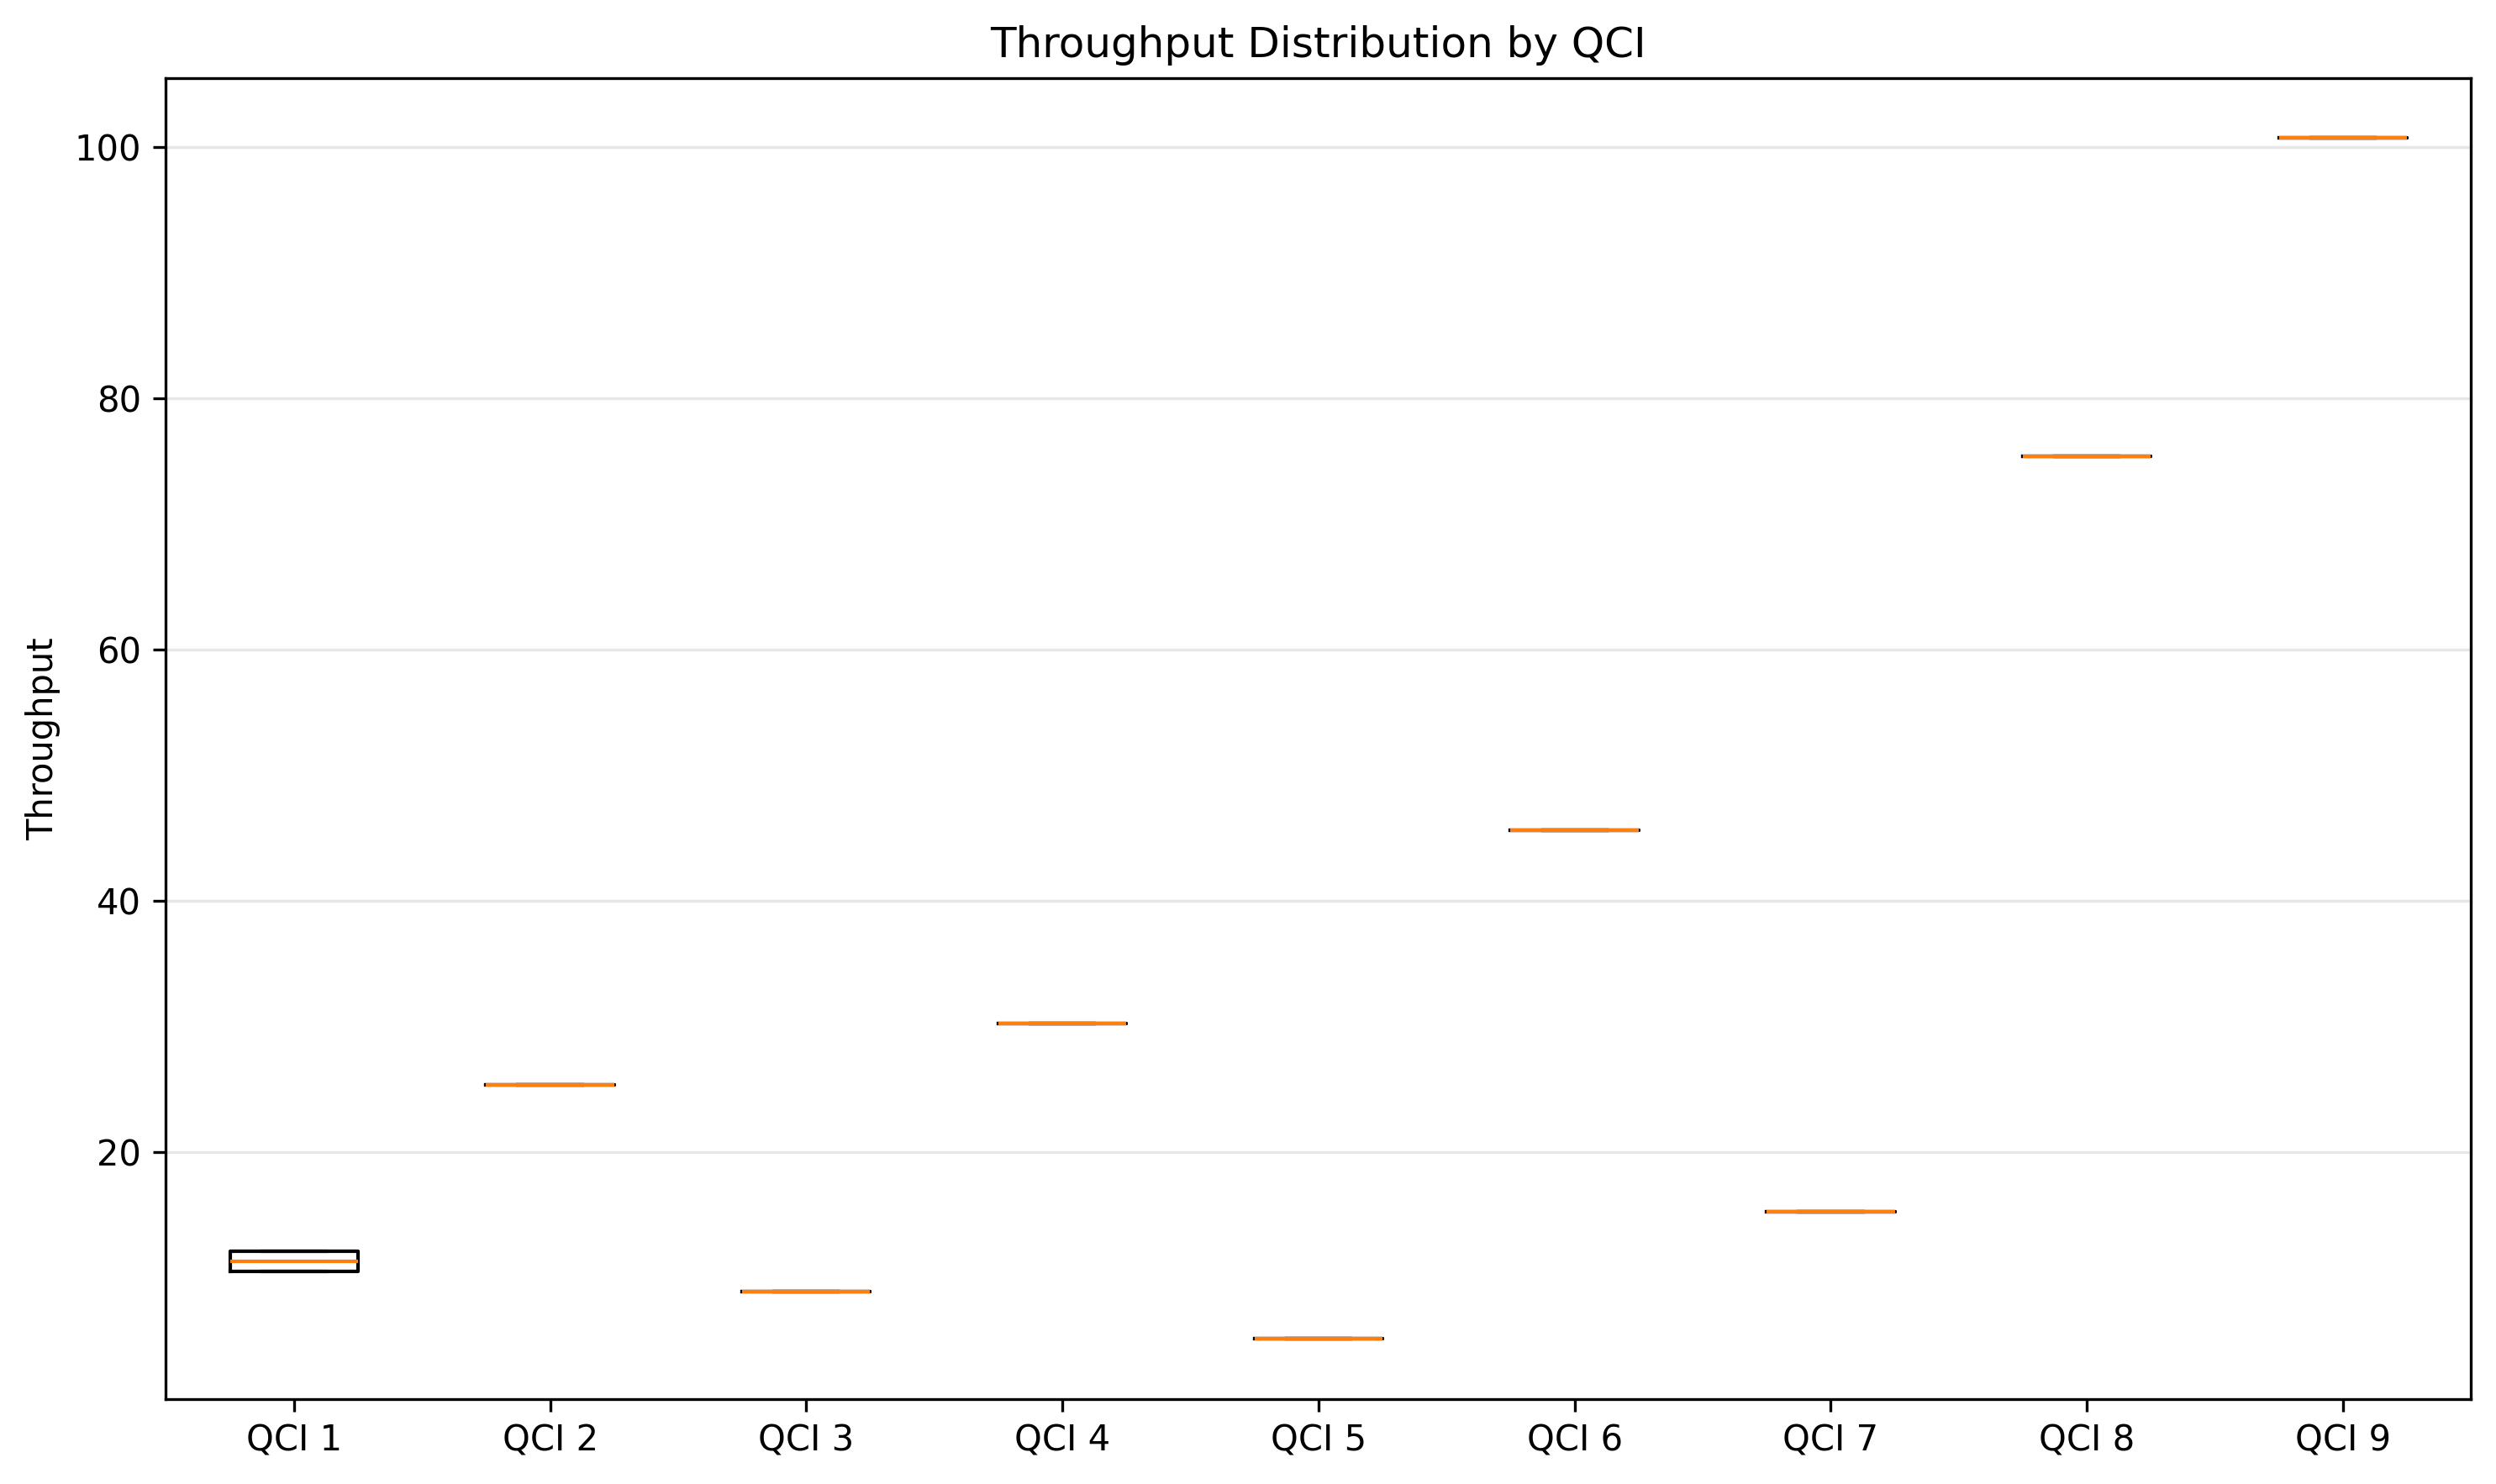 Throughput Distribution by QCI
Throughput
100
80
60
40
20
QCI 1 QCI 2 QCI 3 QCI 4 QCI 5 QCI 6 QCI 7 QCI 8 QCI 9